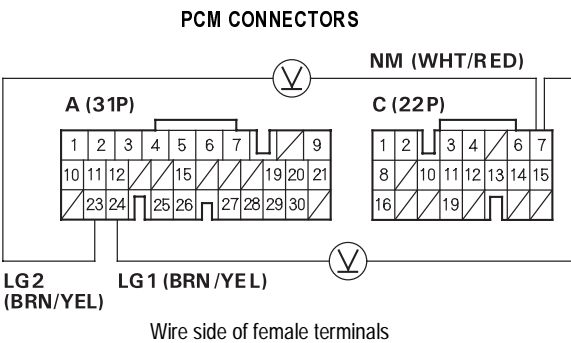 PCM CONNECTORS
NM (WHT/RED)
A (31P)
C (22P)
V
1 2 3 4 5 6 7 9
10 11 12 15 19 20 21
23 24 25 26 27 28 29 30
1 2 3 4 6 7
8 10 11 12 13 14 15
16 19
V
LG2
(BRN/YEL)
LG1 (BRN/YEL)
Wire side of female terminals